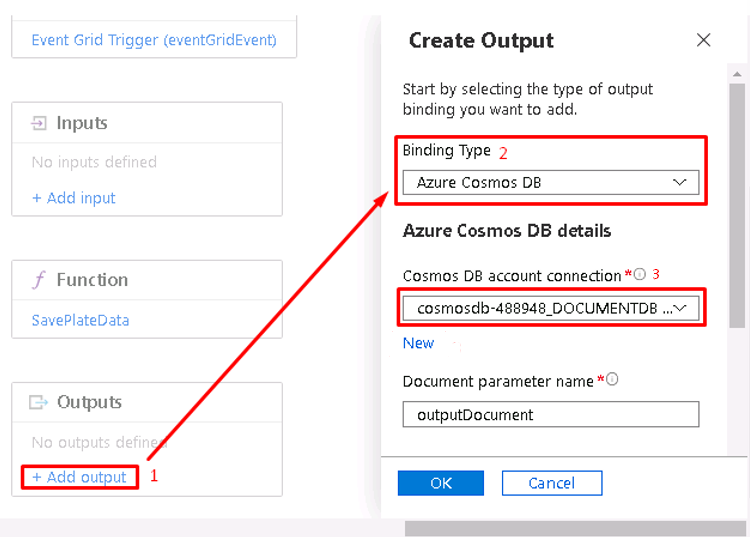 Event Grid Trigger (eventGridEvent)
Inputs
No inputs defined
+ Add input
Function
SavePlateData
Outputs
No outputs defined
+ Add output 1
Create Output
Start by selecting the type of output
binding you want to add.
Binding Type 2
Azure Cosmos DB
Azure Cosmos DB details
Cosmos DB account connection * 3
cosmosdb-488948_DOCUMENTDB ...
New
Document parameter name *
outputDocument
OK
Cancel